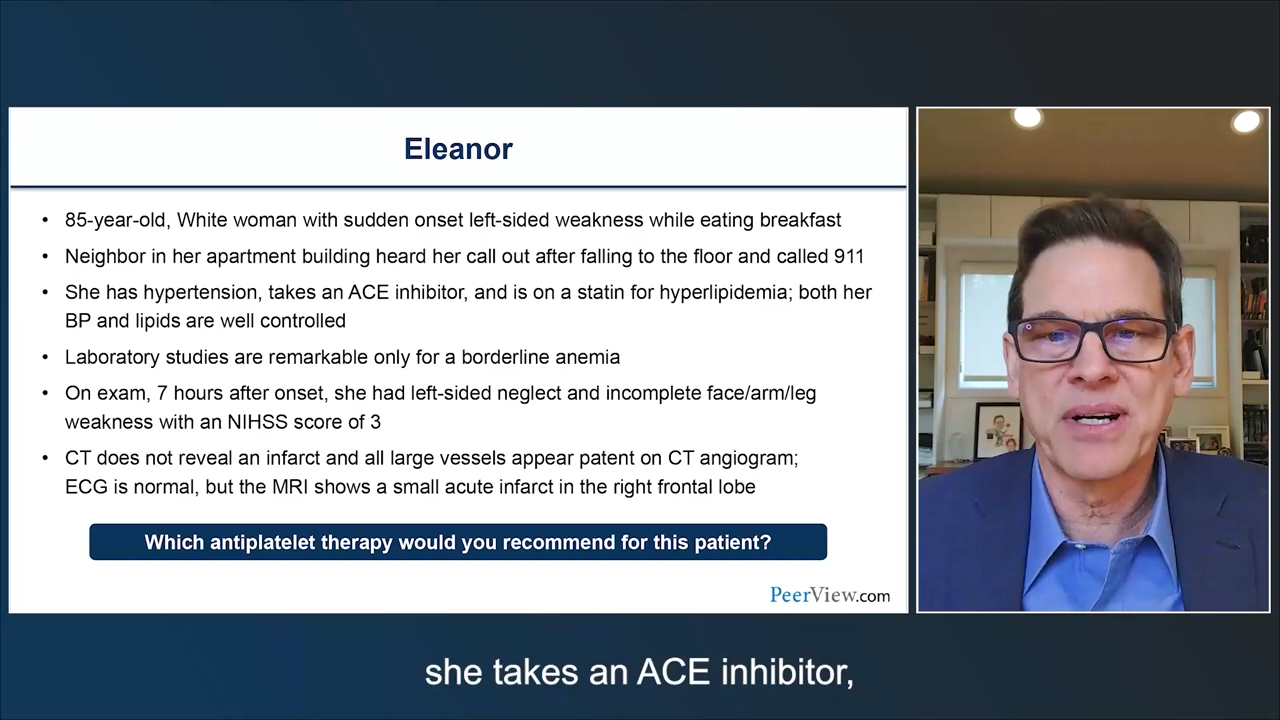 Eleanor
• 85-year-old, White woman with sudden onset left-sided weakness while eating breakfast
• Neighbor in her apartment building heard her call out after falling to the floor and called 911
• She has hypertension, takes an ACE inhibitor, and is on a statin for hyperlipidemia; both her
BP and lipids are well controlled
• Laboratory studies are remarkable only for a borderline anemia
• On exam, 7 hours after onset, she had left-sided neglect and incomplete face/arm/leg
weakness with an NIHSS score of 3
• CT does not reveal an infarct and all large vessels appear patent on CT angiogram;
ECG is normal, but the MRI shows a small acute infarct in the right frontal lobe
Which antiplatelet therapy would you recommend for this patient?
PeerView.com
she takes an ACE inhibitor,